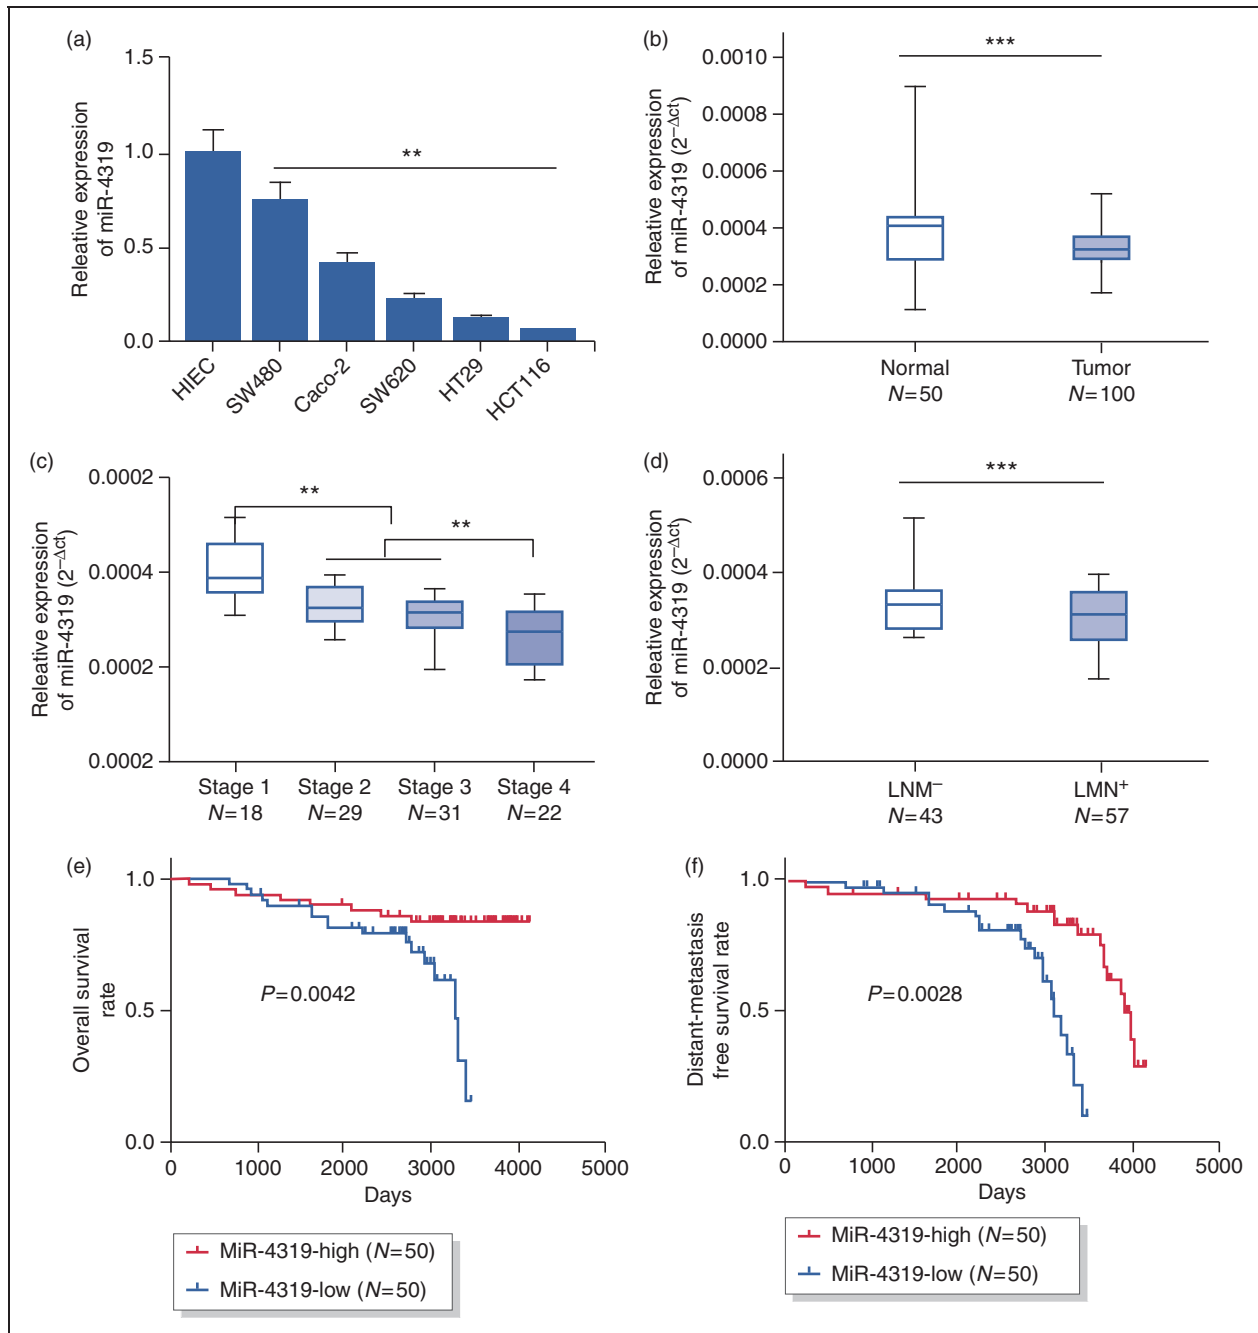 (a)
Releative expression
of miR-4319
1.5
1.0
0.5
0.0
**
HIEC
SW480
Caco-2
SW620
HT29
HCT116
(b)
Releative expression
of miR-4319 (2⁻Δct)
0.0010
0.0008
0.0006
0.0004
0.0002
0.0000
***
Normal
N=50
Tumor
N=100
(c)
Releative expression
of miR-4319 (2⁻Δct)
0.0002
0.0004
0.0002
0.0002
**
**
Stage 1
N=18
Stage 2
N=29
Stage 3
N=31
Stage 4
N=22
(d)
Releative expression
of miR-4319 (2⁻Δct)
0.0006
0.0004
0.0002
0.0000
***
LNM⁻
N=43
LMN⁺
N=57
(e)
Overall survival
rate
1.0
0.5
0.0
P=0.0042
0
1000
2000
3000
4000
5000
Days
MiR-4319-high (N=50)
MiR-4319-low (N=50)
(f)
Distant-metastasis
free survival rate
1.0
0.5
0.0
P=0.0028
0
1000
2000
3000
4000
5000
Days
MiR-4319-high (N=50)
MiR-4319-low (N=50)